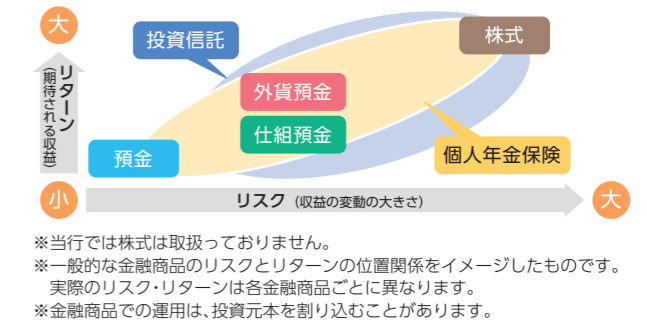 大
投資信託
株式
リターン
(期待される収益)
外貨預金
仕組預金
預金
個人年金保険
小
リスク(収益の変動の大きさ)
大
※当行では株式は取扱っておりません。
※一般的な金融商品のリスクとリターンの位置関係をイメージしたものです。
実際のリスク・リターンは各金融商品ごとに異なります。
※金融商品での運用は、投資元本を割り込むことがあります。